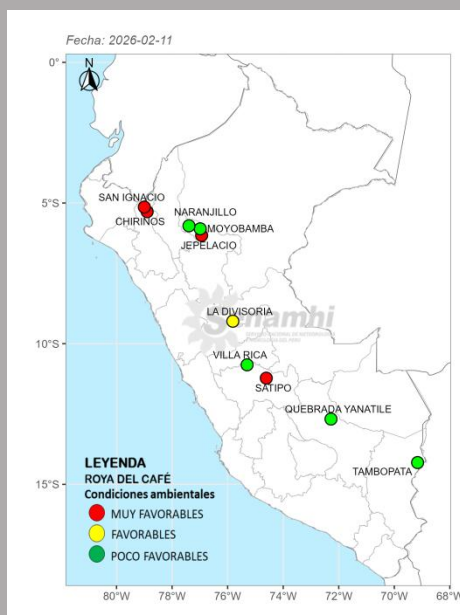 Fecha: 2026-02-11
N
0°
SAN IGNACIO
5°S
NARANJILLO
CHIRINOS
MOYOBAMBA
JEPELACIO
LA DIVISORIA
Senamhi
10°S
VILLA RICA
SATIPO
QUEBRADA YANATILE
TAMBOPATA
LEYENDA
15°S
ROYA DEL CAFÉ
Condiciones ambientales
MUY FAVORABLES
FAVORABLES
POCO FAVORABLES
80°W 78°W 76°W 74°W 72°W 70°W 68°W